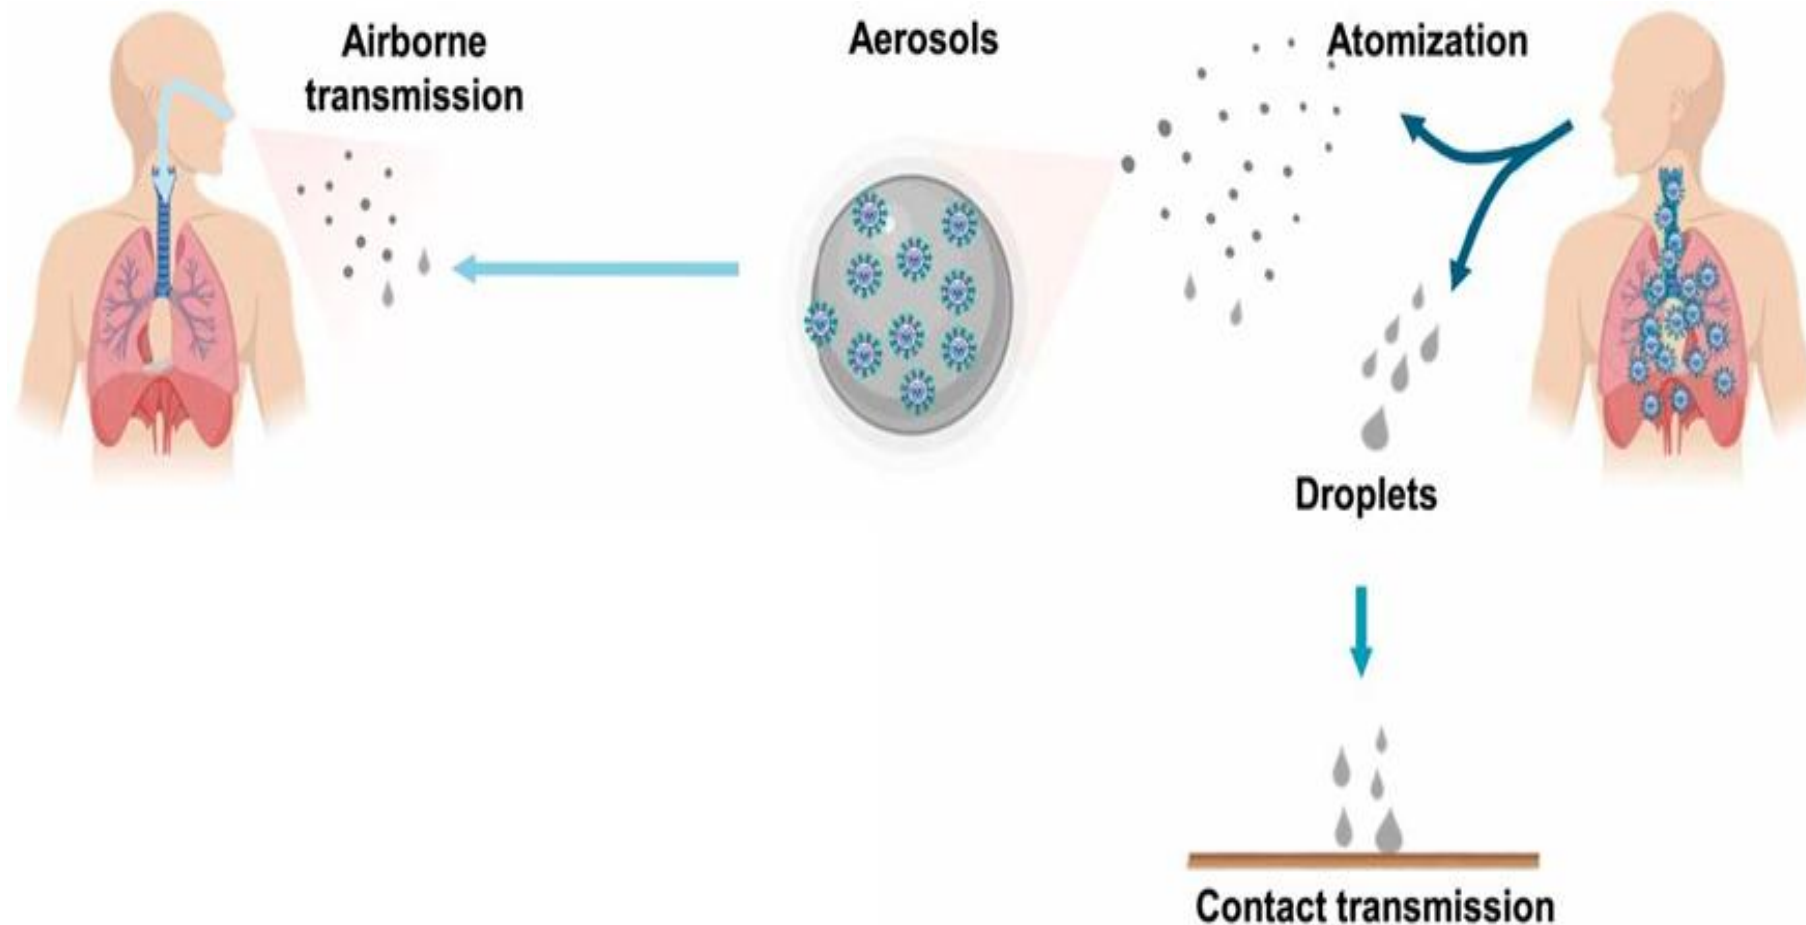 Airborne
transmission
Aerosols
Atomization
Droplets
Contact transmission